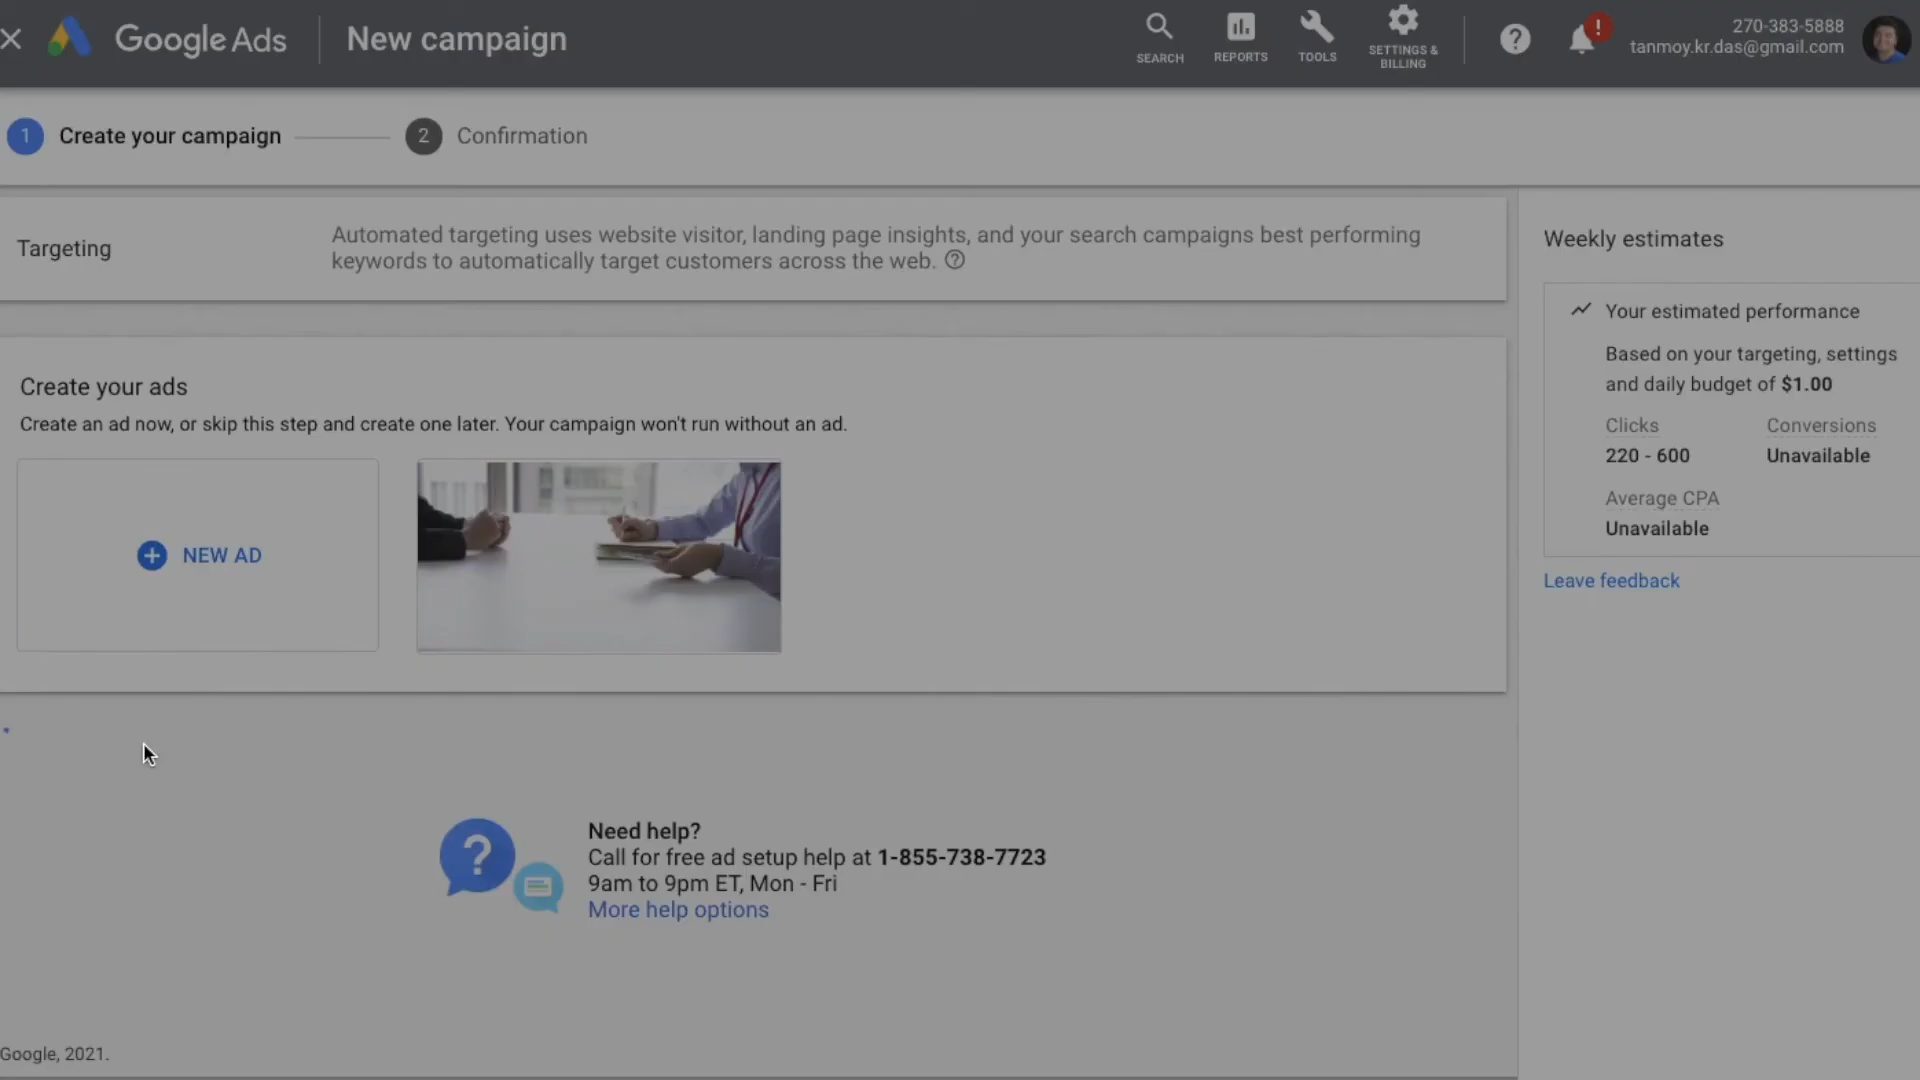 Google Ads
New campaign
SEARCH
REPORTS
TOOLS
SETTINGS &
BILLING
?
!
270-383-5888
tanmoy.kr.das@gmail.com
1 Create your campaign
2 Confirmation
Targeting
Automated targeting uses website visitor, landing page insights, and your search campaigns best performing
keywords to automatically target customers across the web. ?
Create your ads
Create an ad now, or skip this step and create one later. Your campaign won't run without an ad.
+ NEW AD
Weekly estimates
Your estimated performance
Based on your targeting, settings
and daily budget of $1.00
Clicks Conversions
220 - 600 Unavailable
Average CPA
Unavailable
Leave feedback
?
Need help?
Call for free ad setup help at 1-855-738-7723
9am to 9pm ET, Mon - Fri
More help options
Google, 2021.